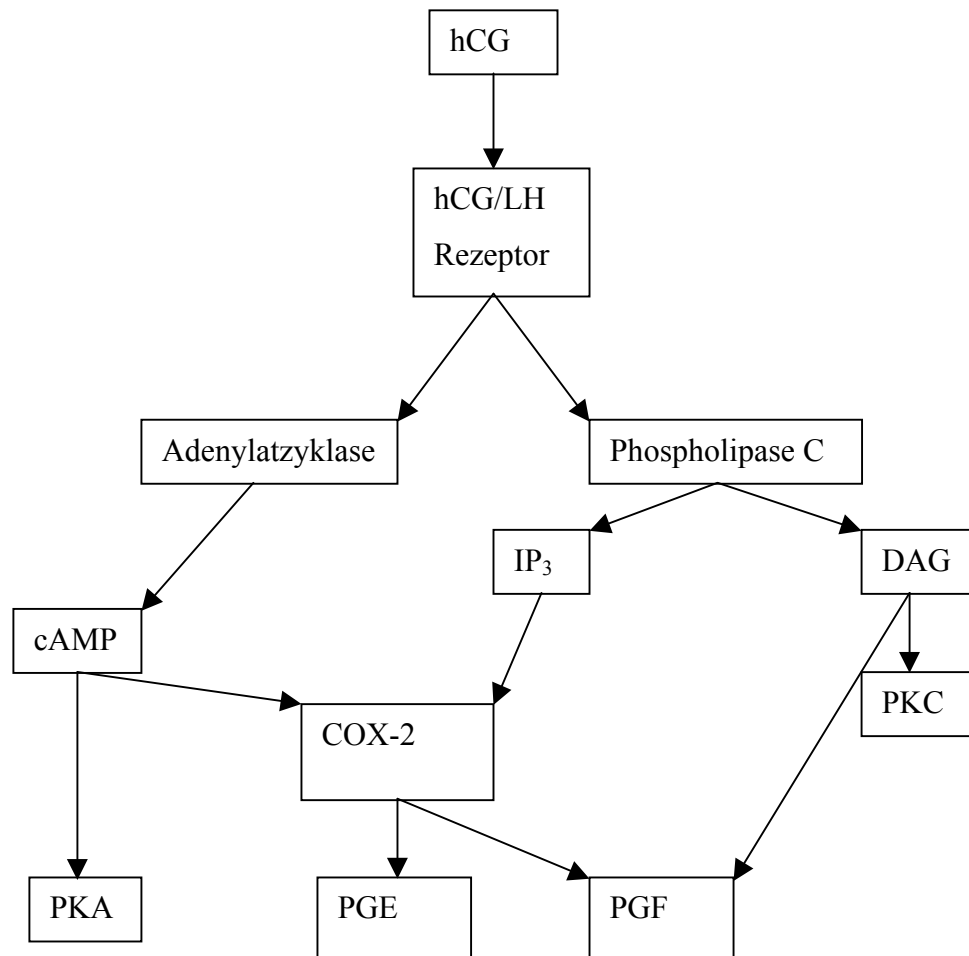 hCG
hCG/LH
Rezeptor
Adenylatzyklase
Phospholipase C
IP₃
DAG
cAMP
PKC
COX-2
PKA
PGE
PGF